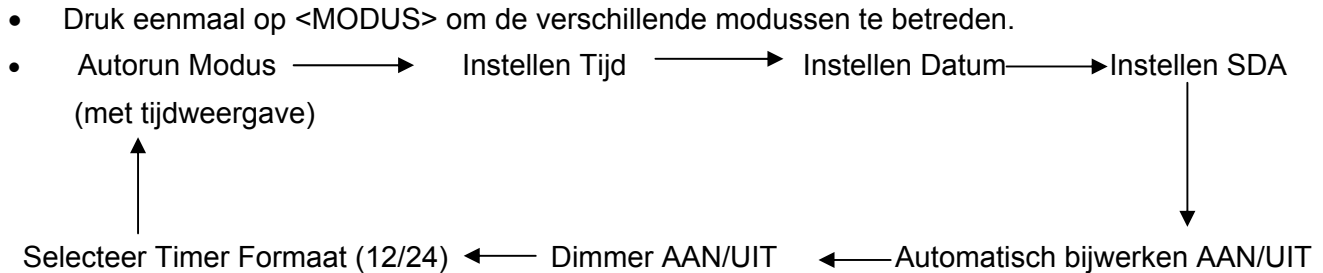 • Druk eenmaal op <MODUS> om de verschillende modussen te betreden.
• Autorun Modus Instellen Tijd Instellen Datum Instellen SDA
(met tijdweergave)
Selecteer Timer Formaat (12/24) Dimmer AAN/UIT Automatisch bijwerken AAN/UIT